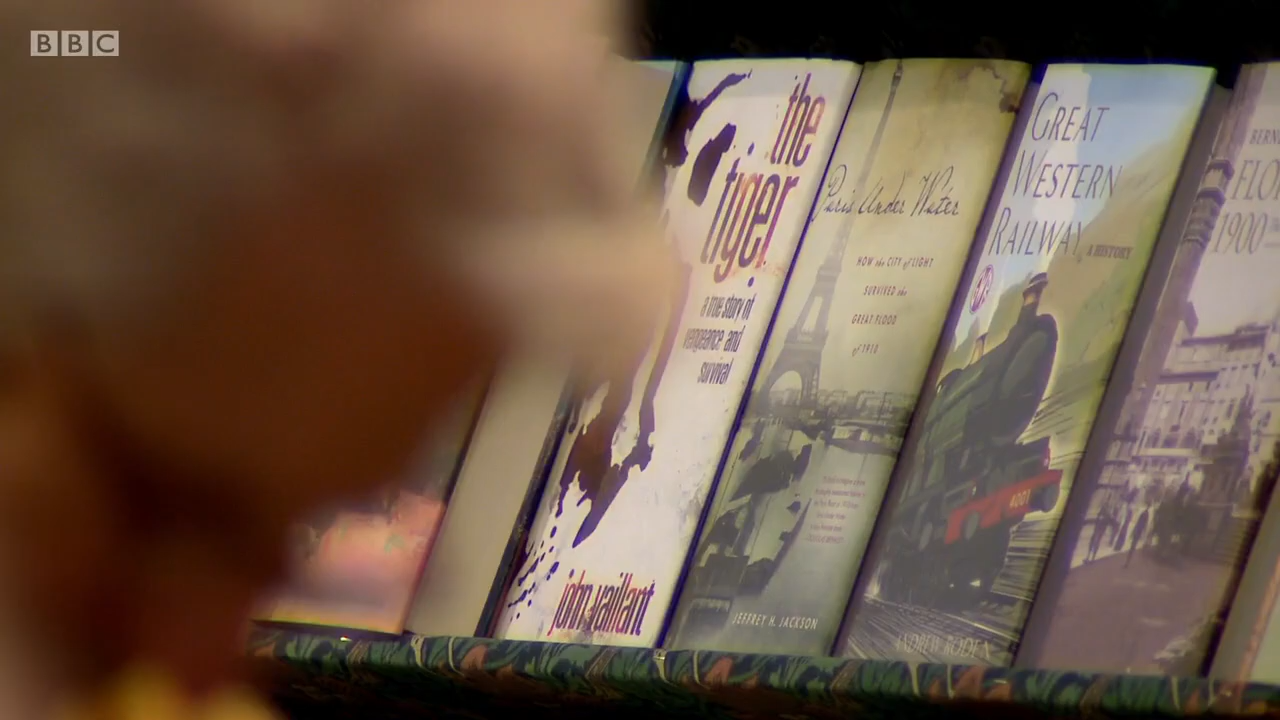 BBC
the
tiger
a true story of
vengeance and
survival
john vaillant
Paris Under Water
HOW the CITY of LIGHT
SURVIVED the
GREAT FLOOD
of 1910
JEFFREY H. JACKSON
GREAT
WESTERN
RAILWAY A HISTORY
4001
ANDREW RODEN
1900